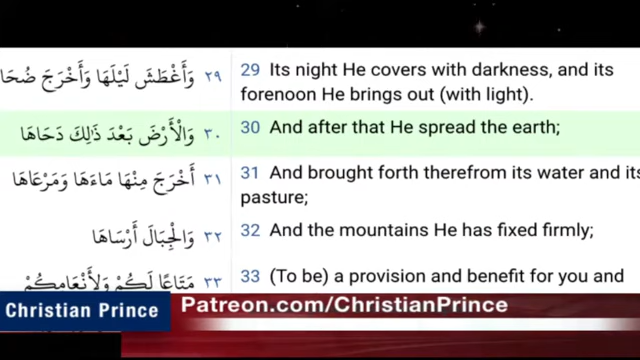 وَأَغْطَشَ لَيْلَهَا وَأَخْرَجَ ضُحَا ٢٩
29 Its night He covers with darkness, and its
forenoon He brings out (with light).
وَالْأَرْضَ بَعْدَ ذَٰلِكَ دَحَاهَا ٣٠
30 And after that He spread the earth;
أَخْرَجَ مِنْهَا مَاءَهَا وَمَرْعَاهَا ٣١
31 And brought forth therefrom its water and its
pasture;
وَالْجِبَالَ أَرْسَاهَا ٣٢
32 And the mountains He has fixed firmly;
مَتَاعًا لَكُمْ وَلِأَنْعَامِكُمْ ٣٣
33 (To be) a provision and benefit for you and
Christian Prince
Patreon.com/ChristianPrince